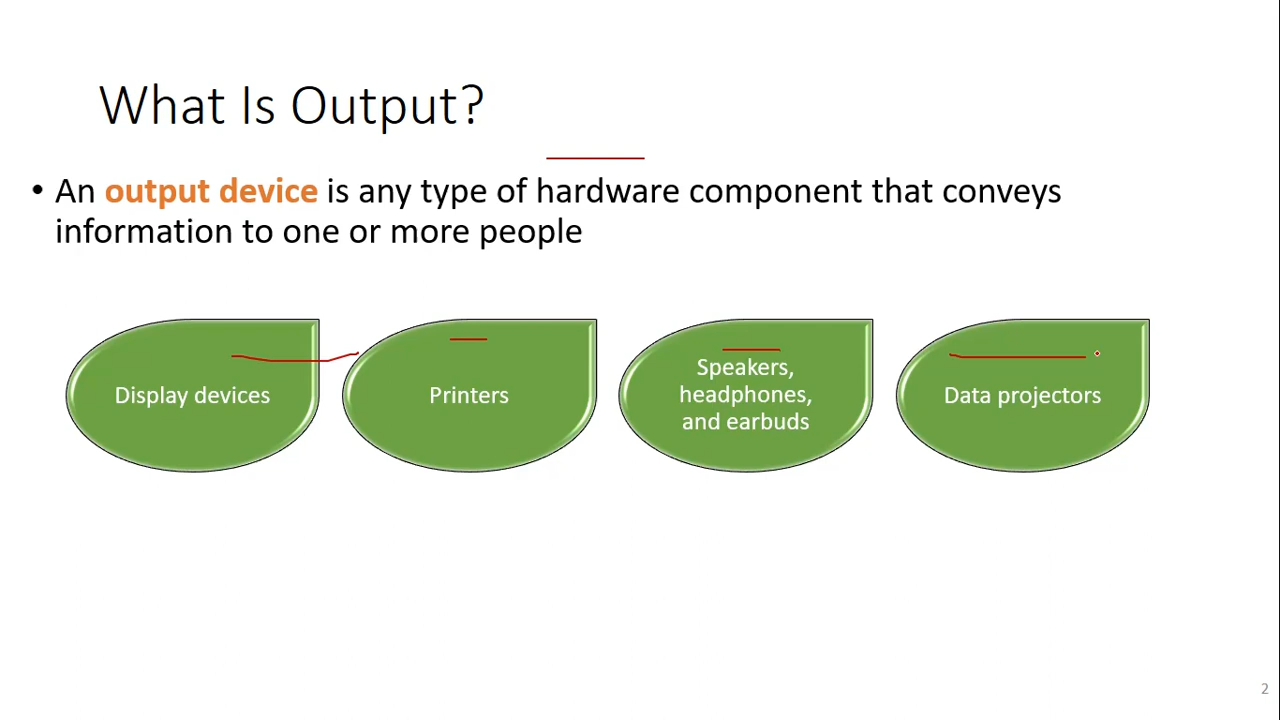 What Is Output?
• An output device is any type of hardware component that conveys
information to one or more people
Display devices
Printers
Speakers,
headphones,
and earbuds
Data projectors
2